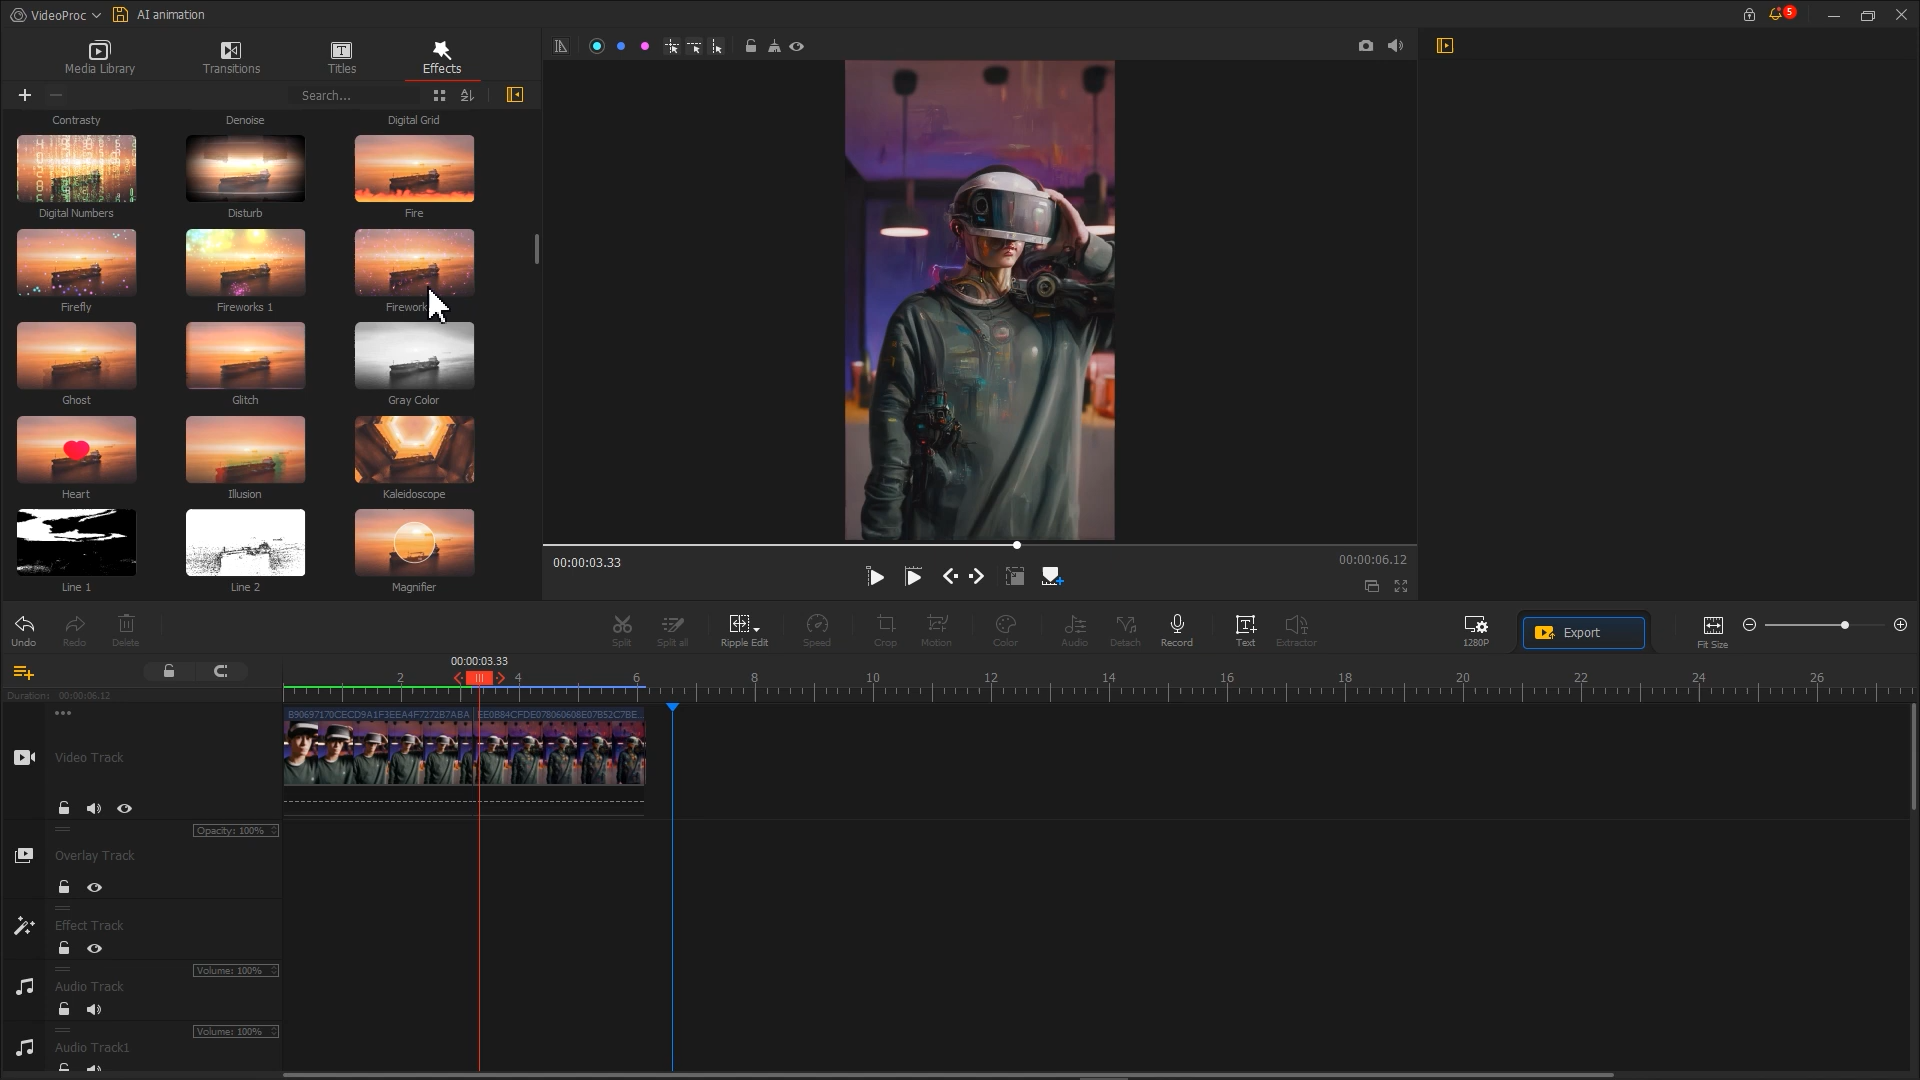 VideoProc
AI animation
5
Media Library
Transitions
Titles
Effects
Search...
Contrasty
Denoise
Digital Grid
Digital Numbers
Disturb
Fire
Firefly
Fireworks 1
Firework
Ghost
Glitch
Gray Color
Heart
Illusion
Kaleidoscope
Line 1
Line 2
Magnifier
00:00:03.33
00:00:06.12
Undo
Redo
Delete
Split
Split all
Ripple Edit
Speed
Crop
Motion
Color
Audio
Detach
Record
Text
Extractor
1280P
Export
Fit Size
00:00:03.33
2 4 6 8 10 12 14 16 18 20 22 24 26
Duration: 00:00:06.12
B90697170CECD9A1F3EEA4F7272B7ABA
Video Track
Opacity: 100%
Overlay Track
Effect Track
Volume: 100%
Audio Track
Volume: 100%
Audio Track1